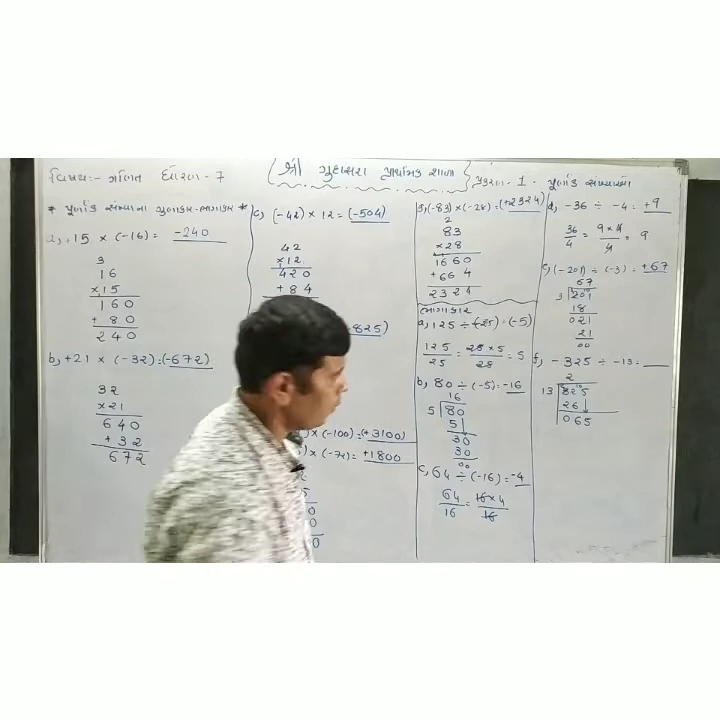 વિષય:- ગણિત ધોરણ - 7
શ્રી ગુહાસરા પ્રાથમિક શાળા
પ્રકરણ-1. પૂર્ણાંક સંખ્યાઓ
* પૂર્ણાંક સંખ્યાના ગુણાકાર-ભાગાકાર *
a, +15 × (-16) = -240
3
16
×15
160
+ 80
240
b, +21 × (-32) = (-672)
32
×21
640
+ 32
672
c, (-42) × 12 = (-504)
42
×12
420
+ 84
825)
× (-100) = (+3100)
× (-72) = +1800
(-83) × (-28) = (+2324)
2
83
×28
1660
+664
2324
ભાગાકાર
a, 125 ÷ (-25) = (-5)
125/25 = 25×5/25 = 5
b, 80 ÷ (-5) = -16
16
5 80
5↓
30
30
00
c, 64 ÷ (-16) = -4
64/16 = 16×4/16
d, -36 ÷ -4 = +9
36/4 = 9×4/4 = 9
e, (-201) ÷ (-3) = +67
67
3 201
18
021
21
00
f, -325 ÷ -13 = ___
2
13 325
26↓
065